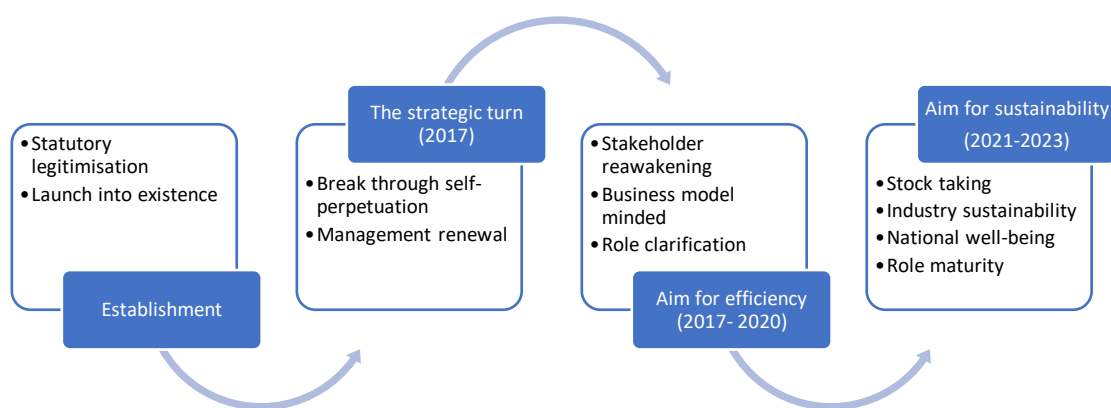 • Statutory
legitimisation
• Launch into existence
Establishment
The strategic turn
(2017)
• Break through self-
perpetuation
• Management renewal
• Stakeholder
reawakening
• Business model
minded
• Role clarification
Aim for efficiency
(2017- 2020)
Aim for sustainability
(2021-2023)
• Stock taking
• Industry sustainability
• National well-being
• Role maturity